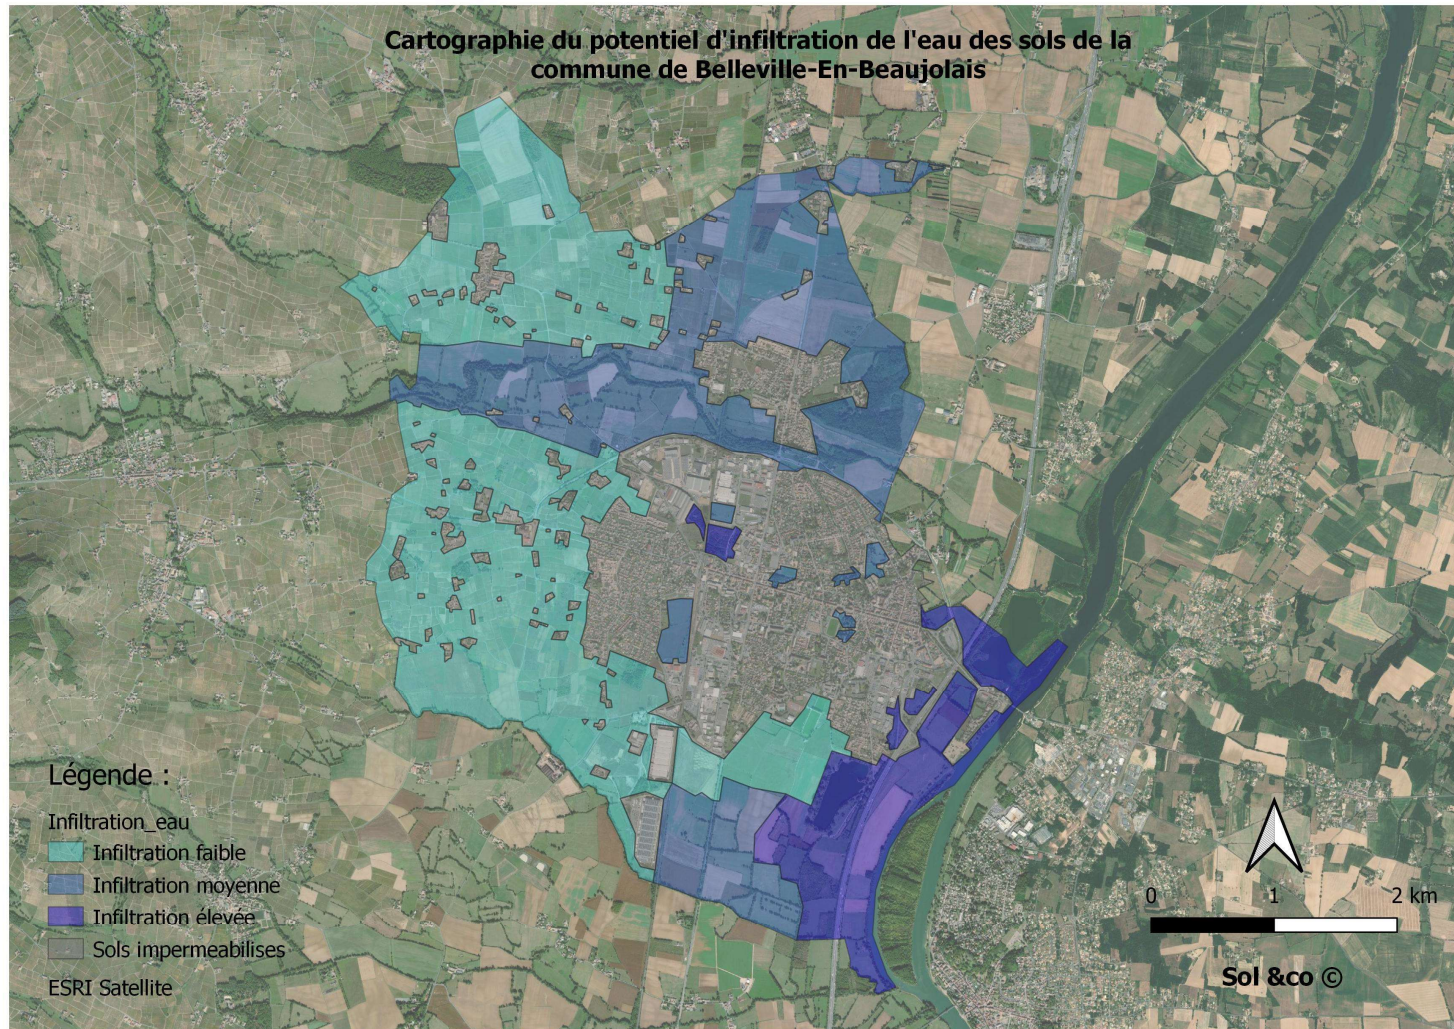 Cartographie du potentiel d'infiltration de l'eau des sols de la
commune de Belleville-En-Beaujolais
Légende :
Infiltration_eau
Infiltration faible
Infiltration moyenne
Infiltration élevée
Sols impermeabilises
ESRI Satellite
0 1 2 km
Sol &co ©